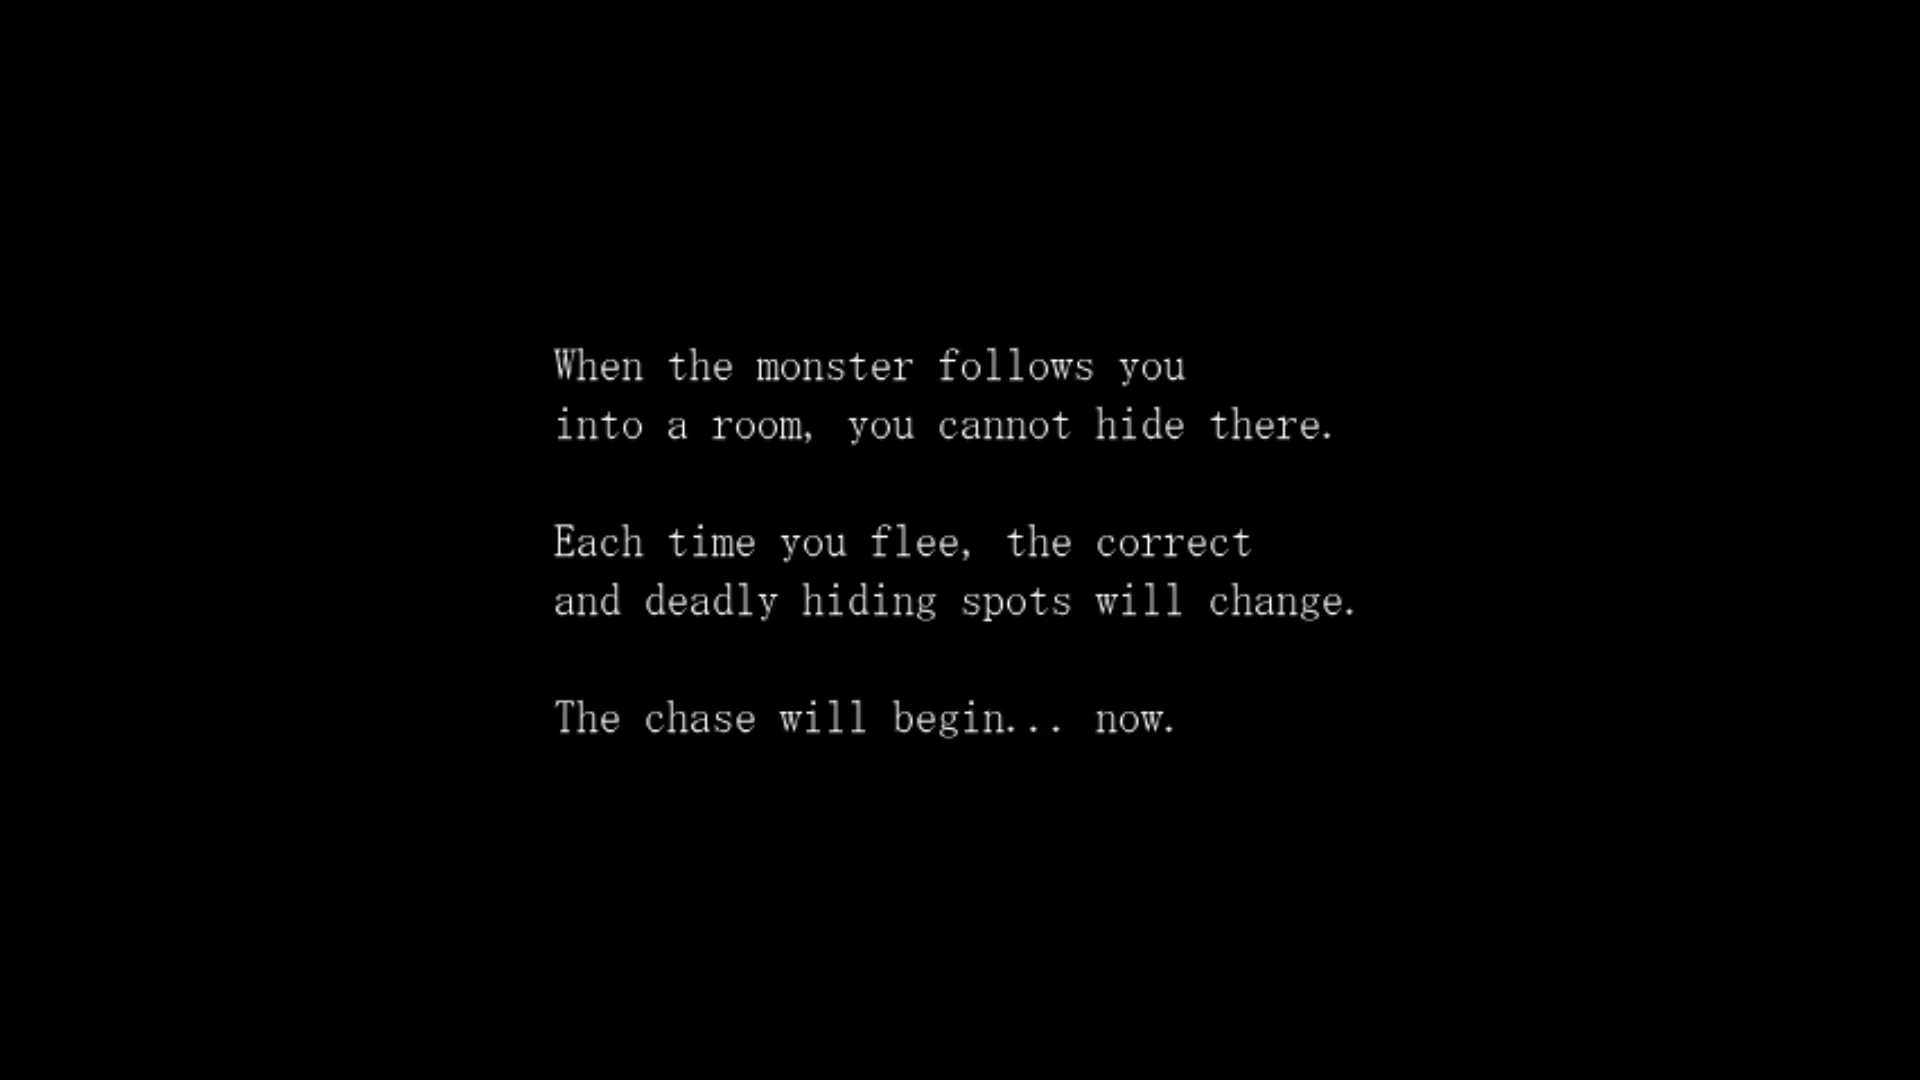 When the monster follows you
into a room, you cannot hide there.
Each time you flee, the correct
and deadly hiding spots will change.
The chase will begin... now.